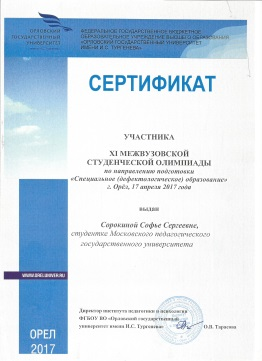 ОРЛОВСКИЙ
ГОСУДАРСТВЕННЫЙ
УНИВЕРСИТЕТ
ФЕДЕРАЛЬНОЕ ГОСУДАРСТВЕННОЕ БЮДЖЕТНОЕ
ОБРАЗОВАТЕЛЬНОЕ УЧРЕЖДЕНИЕ ВЫСШЕГО ОБРАЗОВАНИЯ
«ОРЛОВСКИЙ ГОСУДАРСТВЕННЫЙ УНИВЕРСИТЕТ
ИМЕНИ И.С. ТУРГЕНЕВА»
СЕРТИФИКАТ
УЧАСТНИКА
XI МЕЖВУЗОВСКОЙ
СТУДЕНЧЕСКОЙ ОЛИМПИАДЫ
по направлению подготовки
«Специальное (дефектологическое) образование»
г. Орёл, 17 апреля 2017 года
выдан
Сорокиной Софье Сергеевне,
студентке Московского педагогического
государственного университета
WWW.OREOLUNIVER.RU
Директор института педагогики и психологии
ФГБОУ ВО «Орловский государственный
университет имени И.С. Тургенева»
О.В. Тарасова
ОРЕЛ
2017